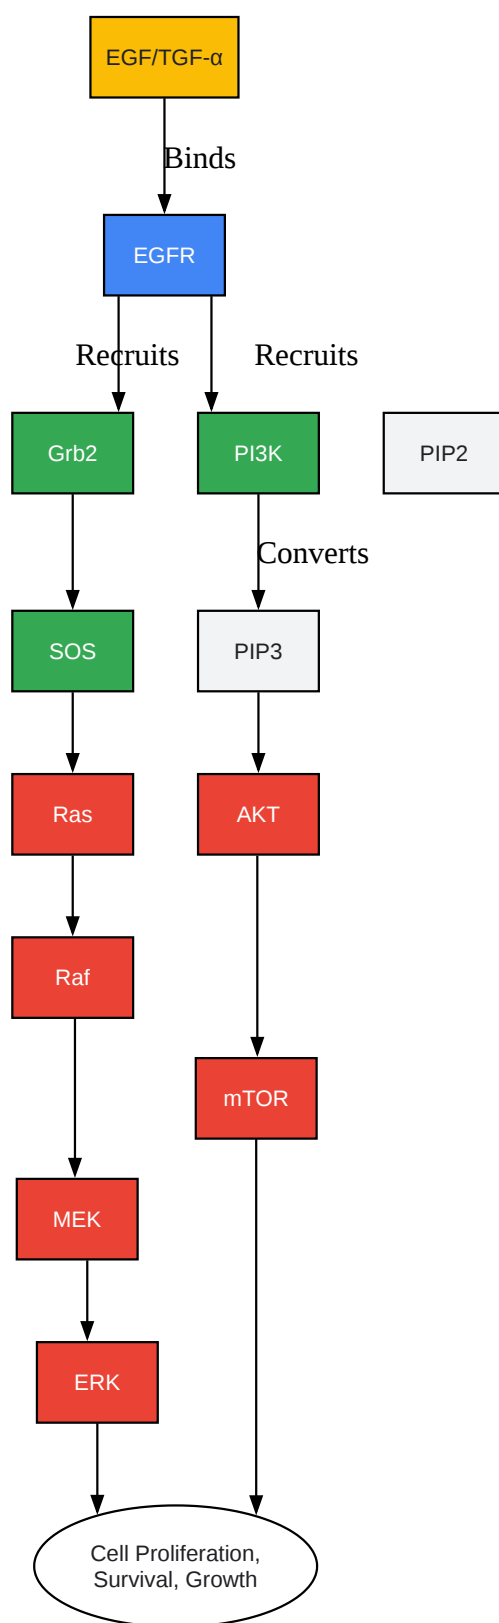 EGF/TGF-α
Binds
EGFR
Recruits
Recruits
Grb2
PI3K
PIP2
Converts
SOS
PIP3
Ras
AKT
Raf
mTOR
MEK
ERK
Cell Proliferation,
Survival, Growth